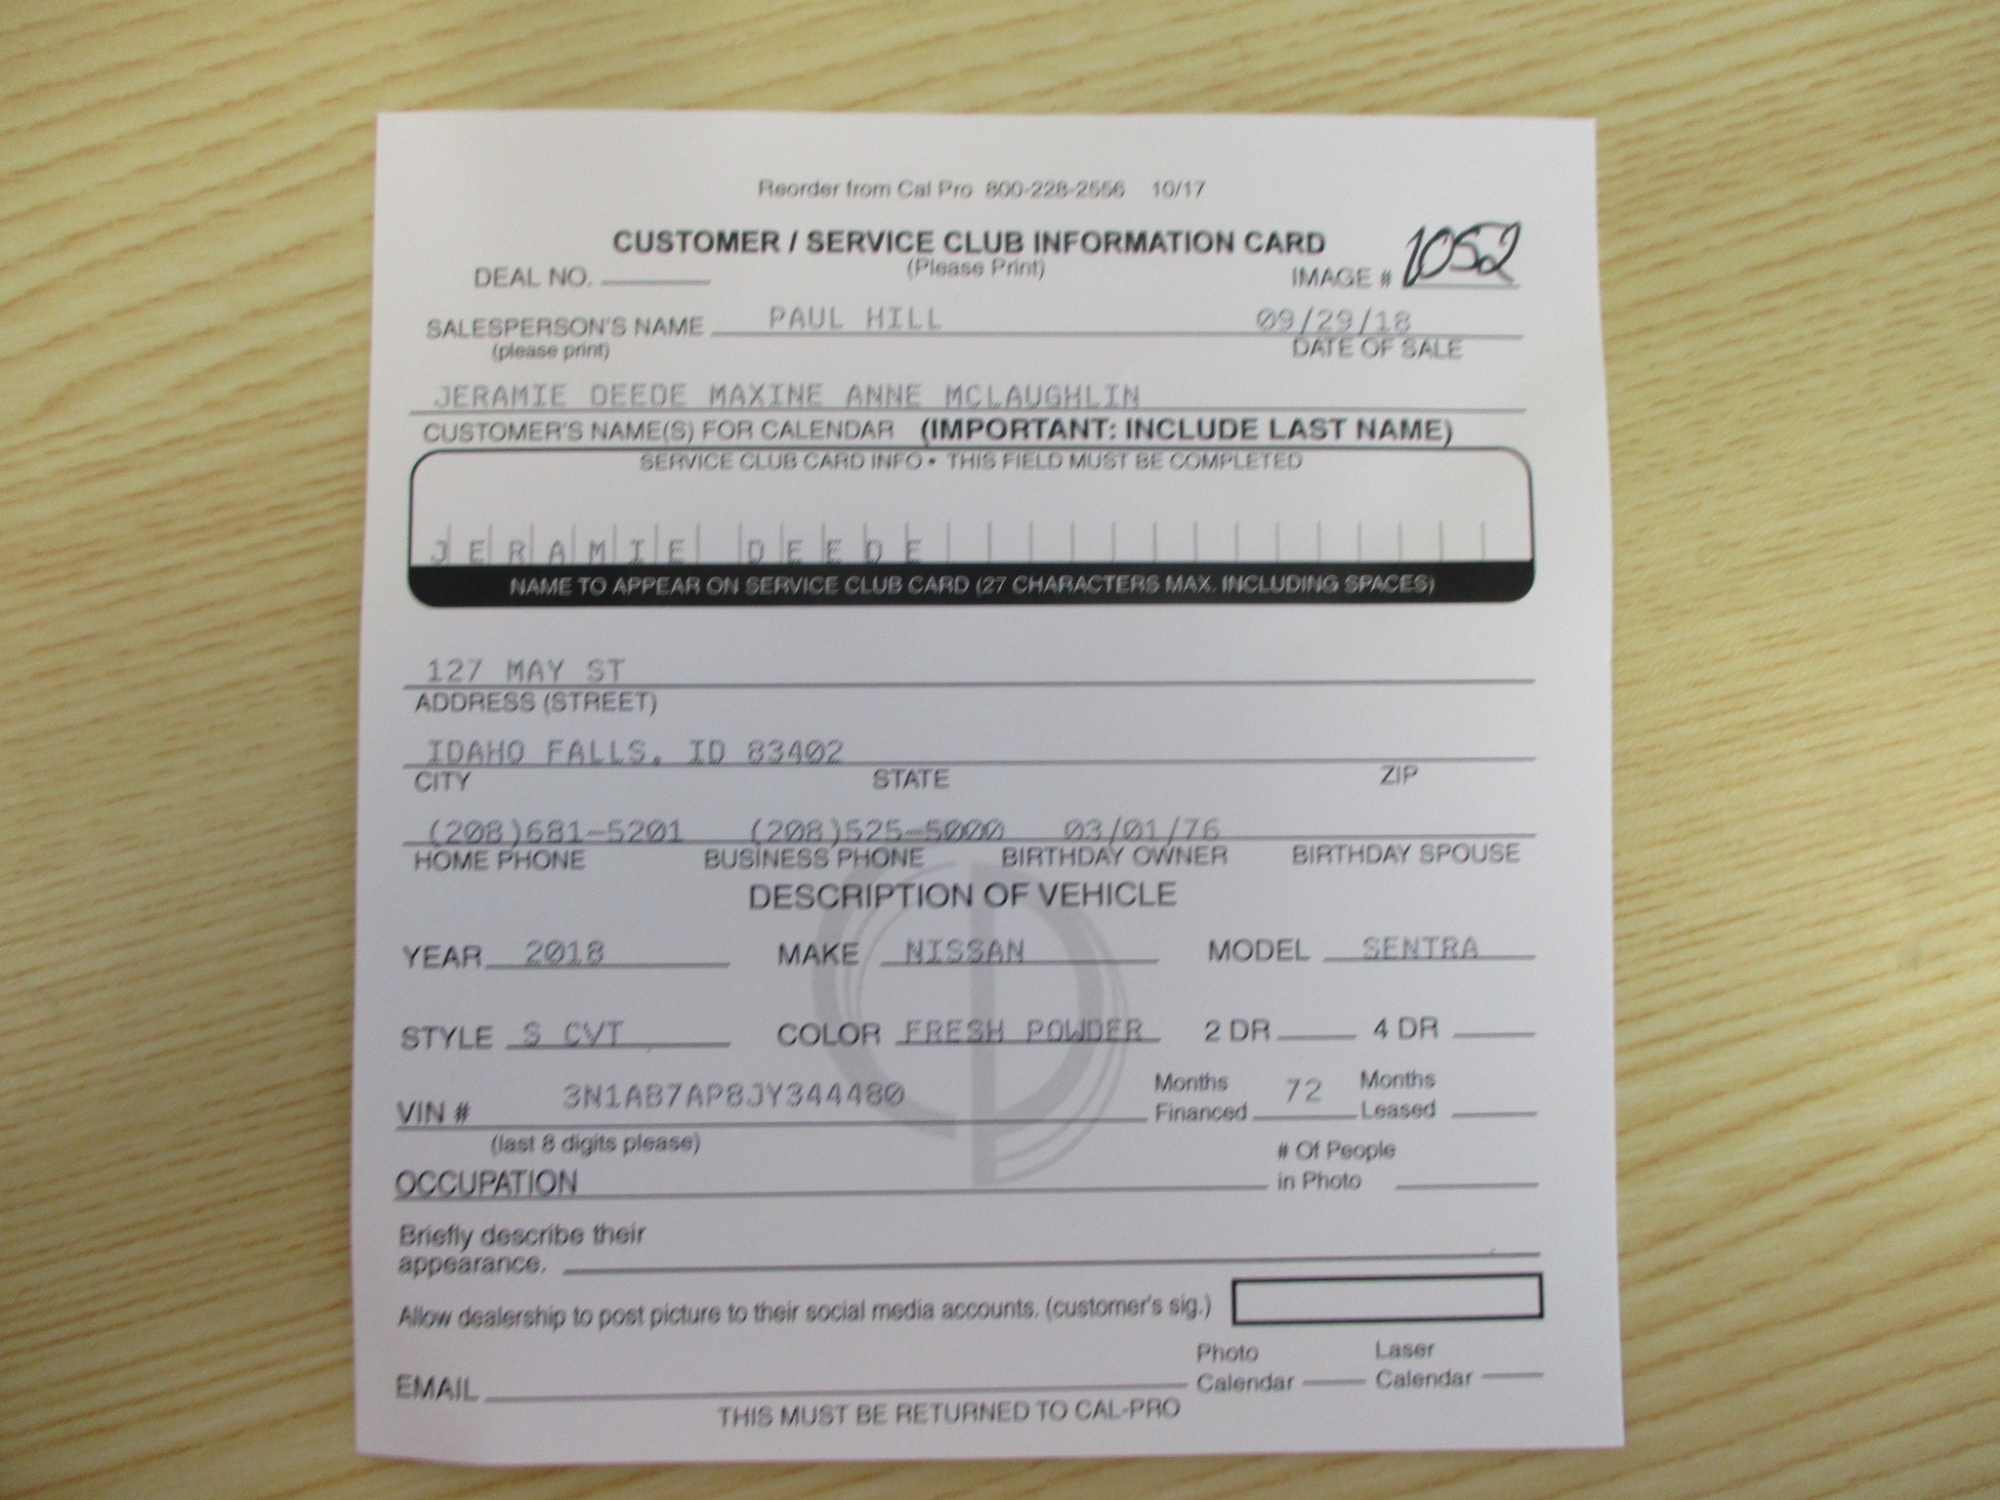 Reorder from Cal Pro 800-228-2556 10/17
CUSTOMER / SERVICE CLUB INFORMATION CARD
(Please Print)
DEAL NO. IMAGE # 1052
SALESPERSON'S NAME PAUL HILL 09/29/18
(please print) DATE OF SALE
JERAMIE DEEDE MAXINE ANNE MCLAUGHLIN
CUSTOMER'S NAME(S) FOR CALENDAR (IMPORTANT: INCLUDE LAST NAME)
SERVICE CLUB CARD INFO • THIS FIELD MUST BE COMPLETED
JERAMIE DEEDE
NAME TO APPEAR ON SERVICE CLUB CARD (27 CHARACTERS MAX. INCLUDING SPACES)
127 MAY ST
ADDRESS (STREET)
IDAHO FALLS, ID 83402
CITY STATE ZIP
(208)681-5201 (208)525-5000 03/01/76
HOME PHONE BUSINESS PHONE BIRTHDAY OWNER BIRTHDAY SPOUSE
DESCRIPTION OF VEHICLE
YEAR 2018 MAKE NISSAN MODEL SENTRA
STYLE S CVT COLOR FRESH POWDER 2 DR 4 DR
VIN # 3N1AB7AP8JY344480 Months Financed 72 Months Leased
(last 8 digits please)
OCCUPATION # Of People in Photo
Briefly describe their
appearance.
Allow dealership to post picture to their social media accounts. (customer's sig.)
EMAIL Photo Calendar Laser Calendar
THIS MUST BE RETURNED TO CAL-PRO